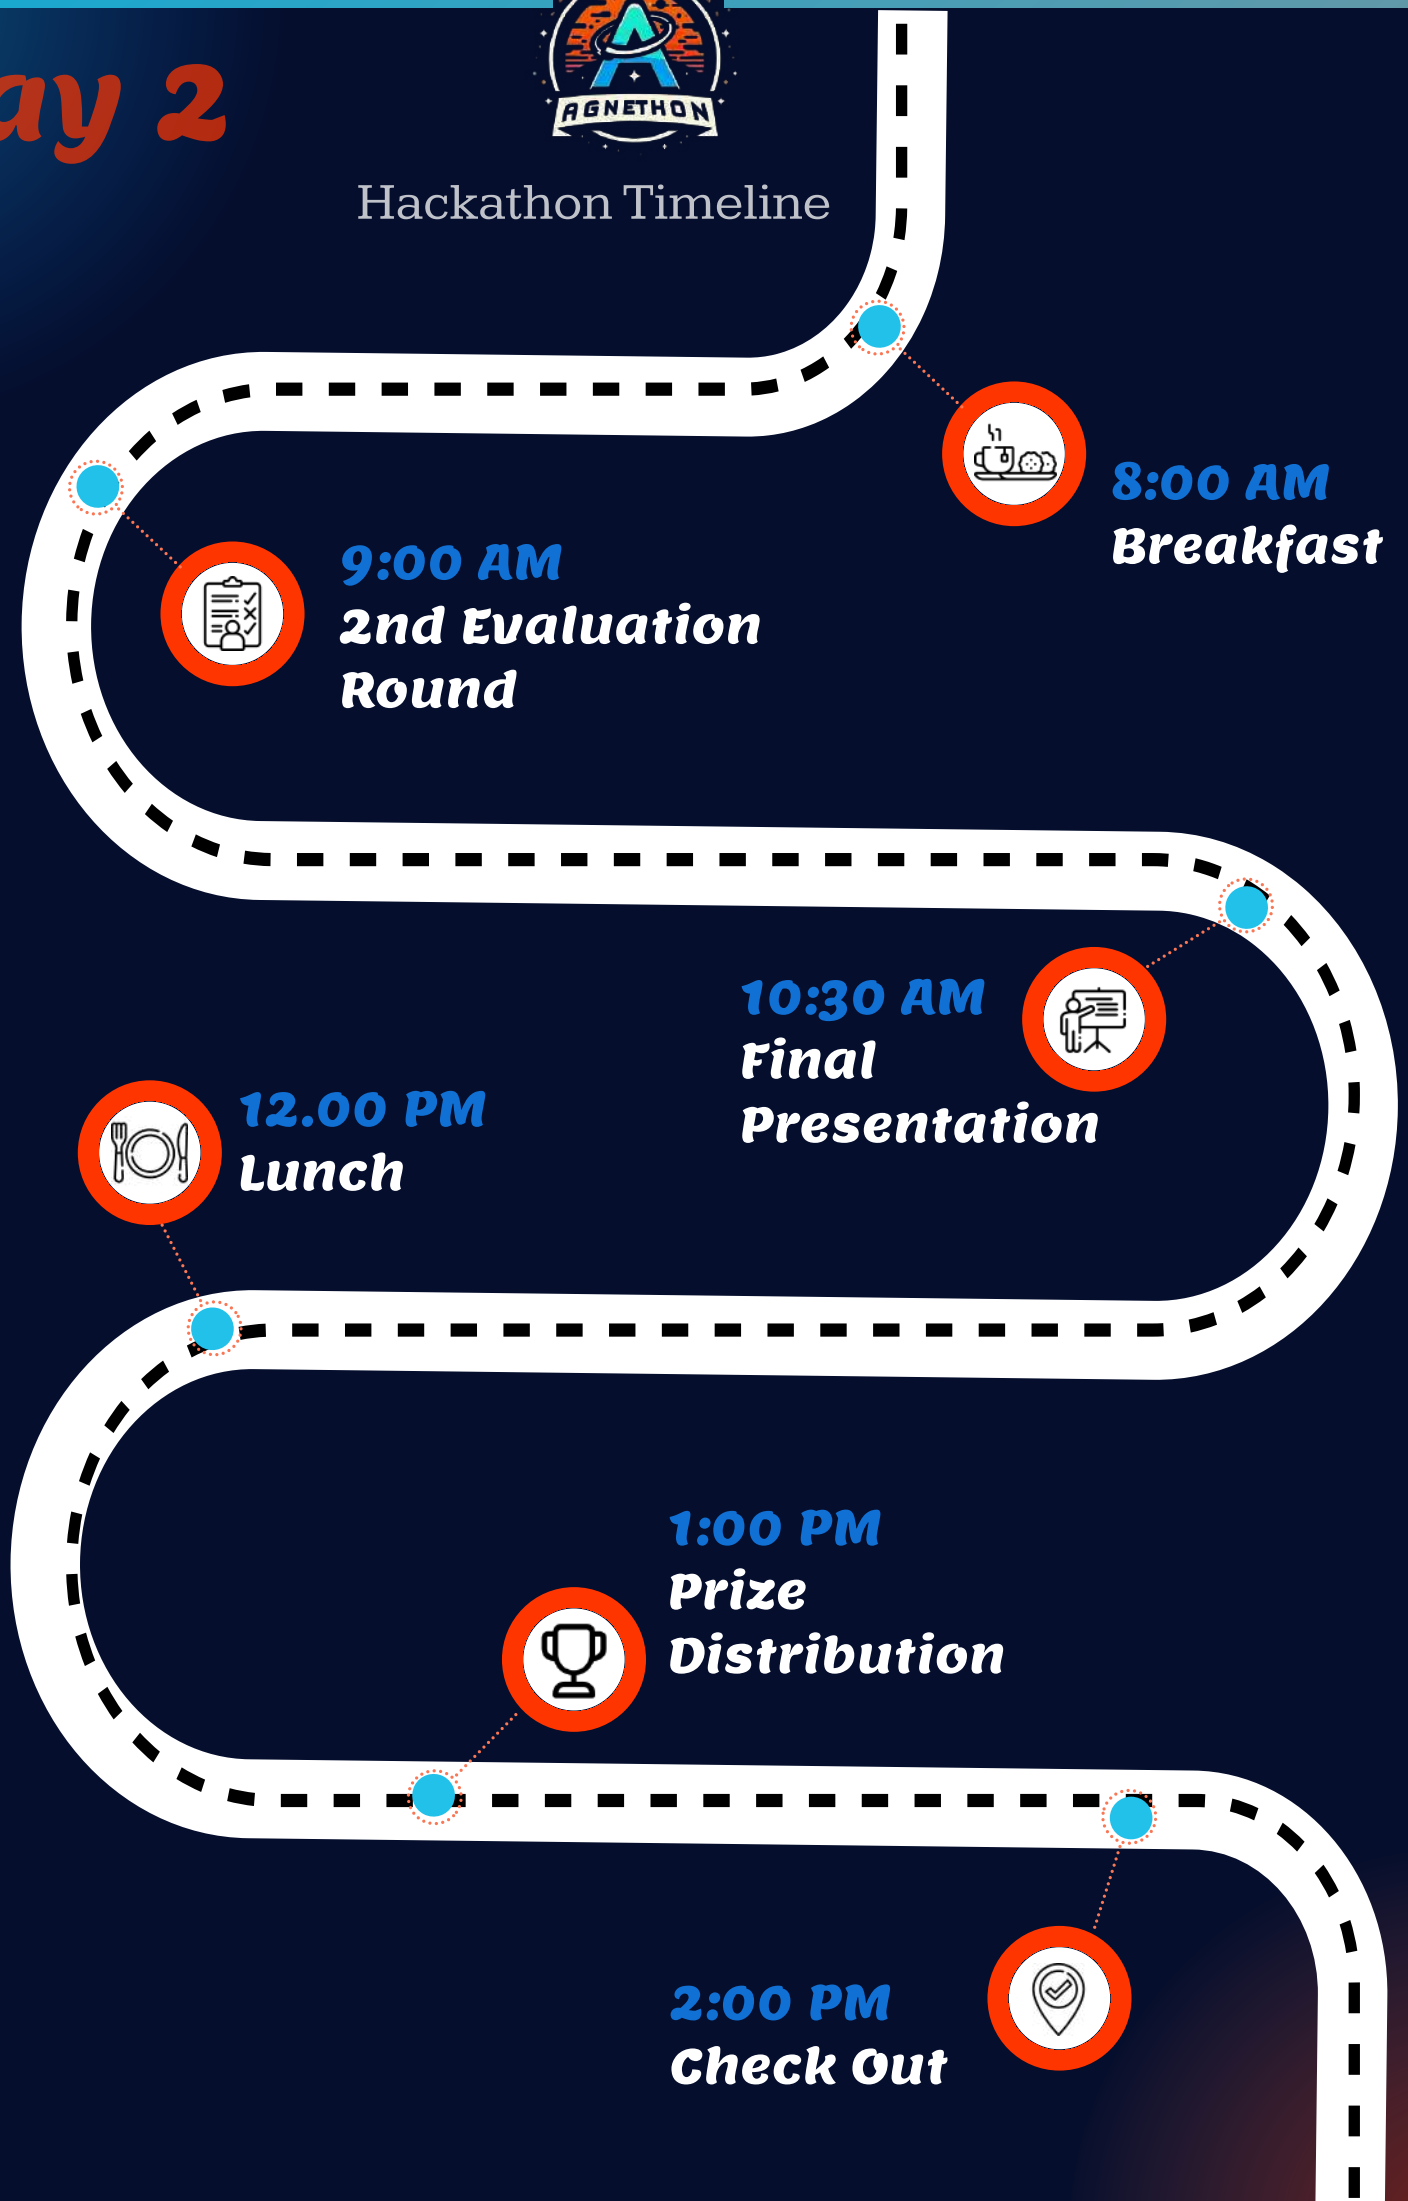 ay 2
AGNETHON
Hackathon Timeline
8:00 AM
Breakfast
9:00 AM
2nd Evaluation
Round
10:30 AM
Final
Presentation
12.00 PM
Lunch
1:00 PM
Prize
Distribution
2:00 PM
Check Out